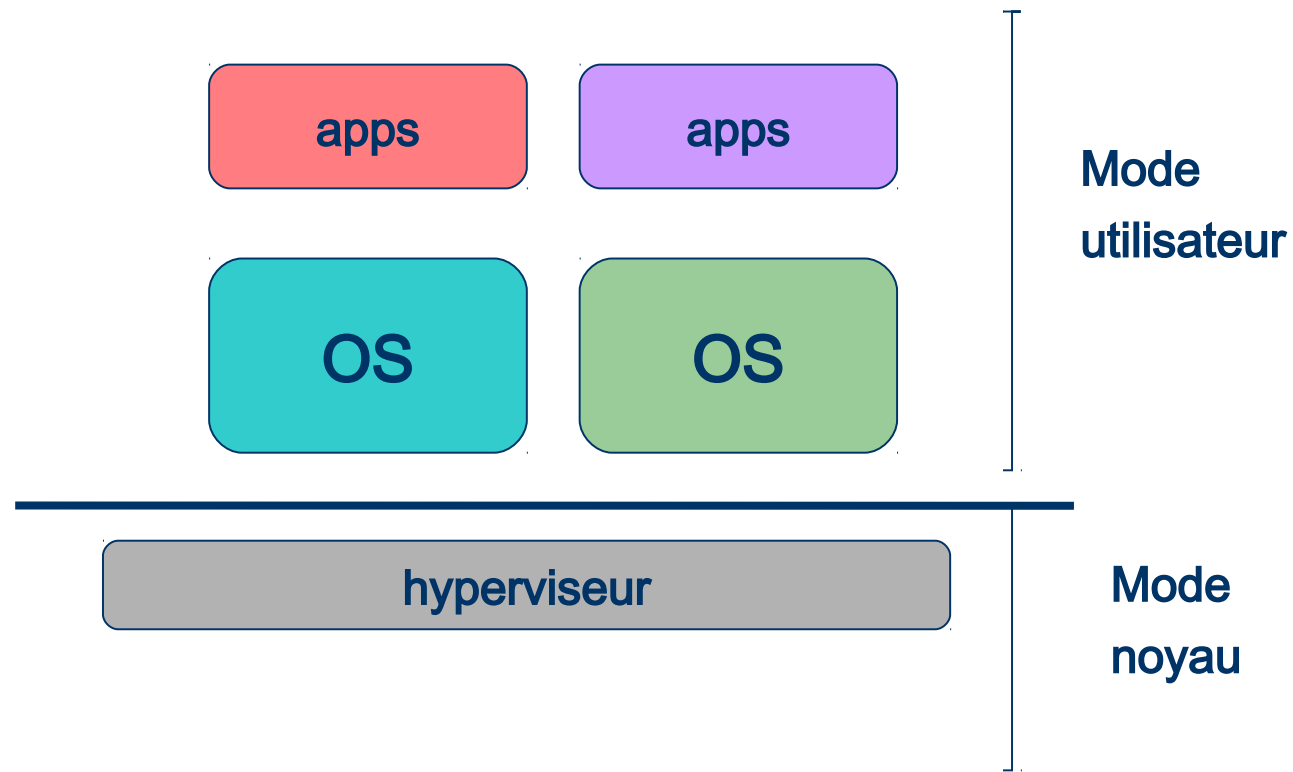 apps
apps
Mode
utilisateur
OS
OS
hyperviseur
Mode
noyau